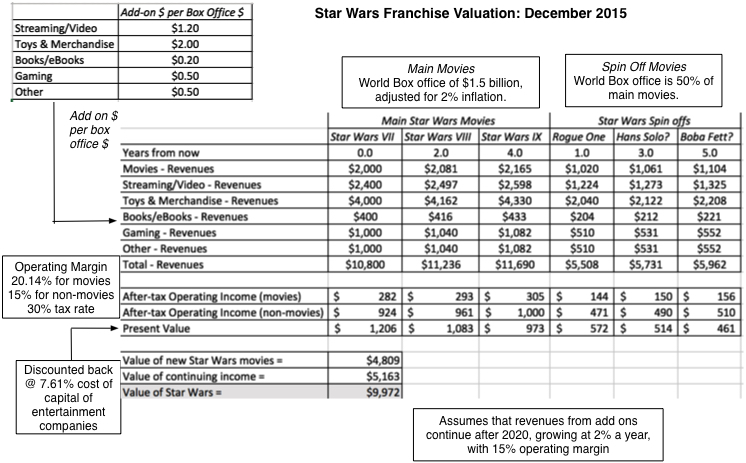 Star Wars Franchise Valuation: December 2015
Add-on $ per Box Office $
Streaming/Video $1.20
Toys & Merchandise $2.00
Books/eBooks $0.20
Gaming $0.50
Other $0.50
Main Movies
World Box office of $1.5 billion,
adjusted for 2% inflation.
Spin Off Movies
World Box office is 50% of
main movies.
Add on $
per box
office $
Main Star Wars Movies Star Wars Spin offs
Star Wars VII Star Wars VIII Star Wars IX Rogue One Hans Solo? Boba Fett?
Years from now 0.0 2.0 4.0 1.0 3.0 5.0
Movies - Revenues $2,000 $2,081 $2,165 $1,020 $1,061 $1,104
Streaming/Video - Revenues $2,400 $2,497 $2,598 $1,224 $1,273 $1,325
Toys & Merchandise - Revenues $4,000 $4,162 $4,330 $2,040 $2,122 $2,208
Books/eBooks - Revenues $400 $416 $433 $204 $212 $221
Gaming - Revenues $1,000 $1,040 $1,082 $510 $531 $552
Other - Revenues $1,000 $1,040 $1,082 $510 $531 $552
Total - Revenues $10,800 $11,236 $11,690 $5,508 $5,731 $5,962
Operating Margin
20.14% for movies
15% for non-movies
30% tax rate
After-tax Operating Income (movies) $ 282 $ 293 $ 305 $ 144 $ 150 $ 156
After-tax Operating Income (non-movies) $ 924 $ 961 $ 1,000 $ 471 $ 490 $ 510
Present Value $ 1,206 $ 1,083 $ 973 $ 572 $ 514 $ 461
Discounted back
@ 7.61% cost of
capital of
entertainment
companies
Value of new Star Wars movies = $4,809
Value of continuing income = $5,163
Value of Star Wars = $9,972
Assumes that revenues from add ons
continue after 2020, growing at 2% a year,
with 15% operating margin